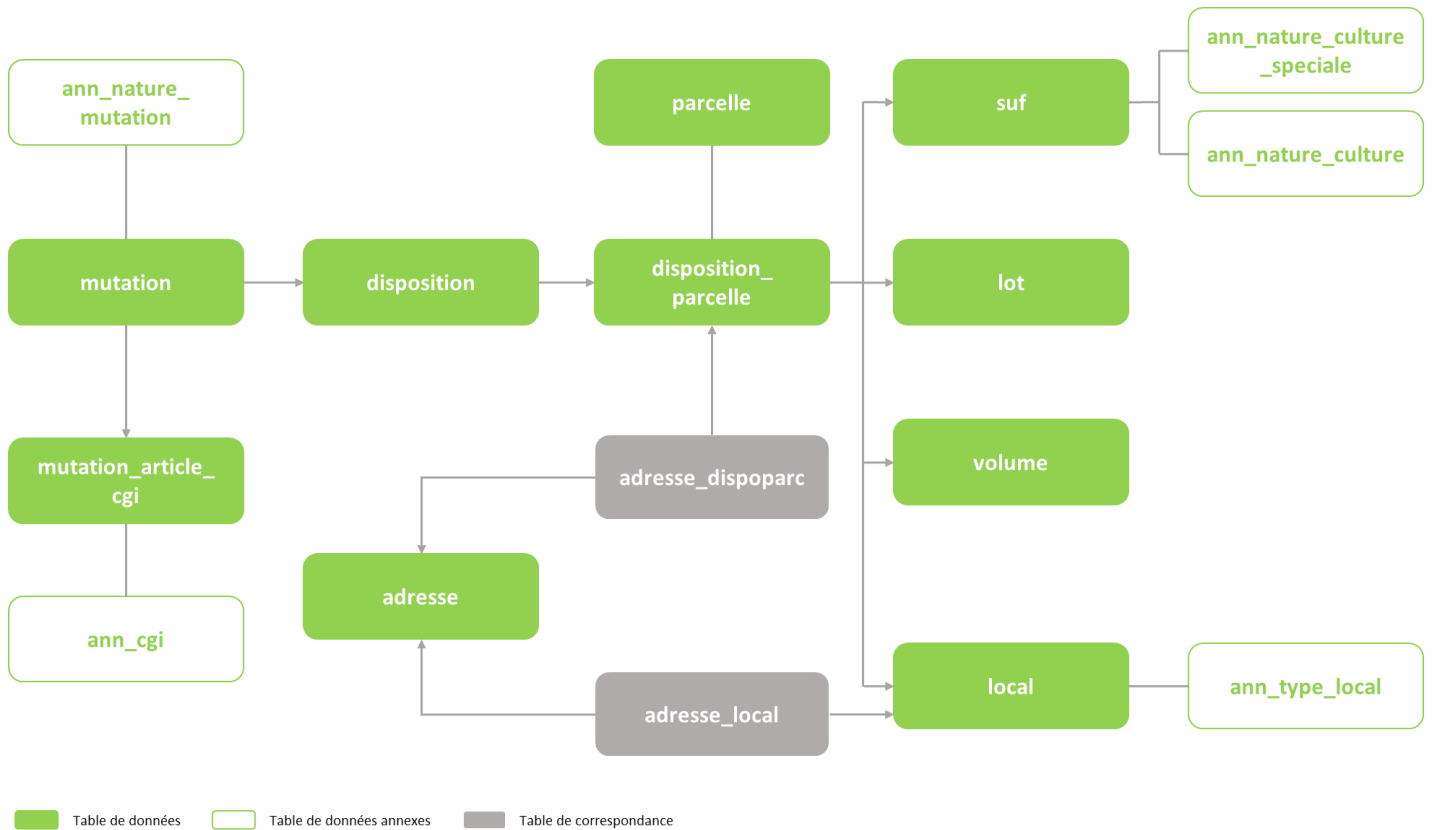 ann_nature_culture
_speciale
ann_nature_
mutation
parcelle
suf
ann_nature_culture
mutation
disposition
disposition_
parcelle
lot
mutation_article_
cgi
adresse_dispoparc
volume
adresse
ann_cgi
adresse_local
local
ann_type_local
Table de données
Table de données annexes
Table de correspondance